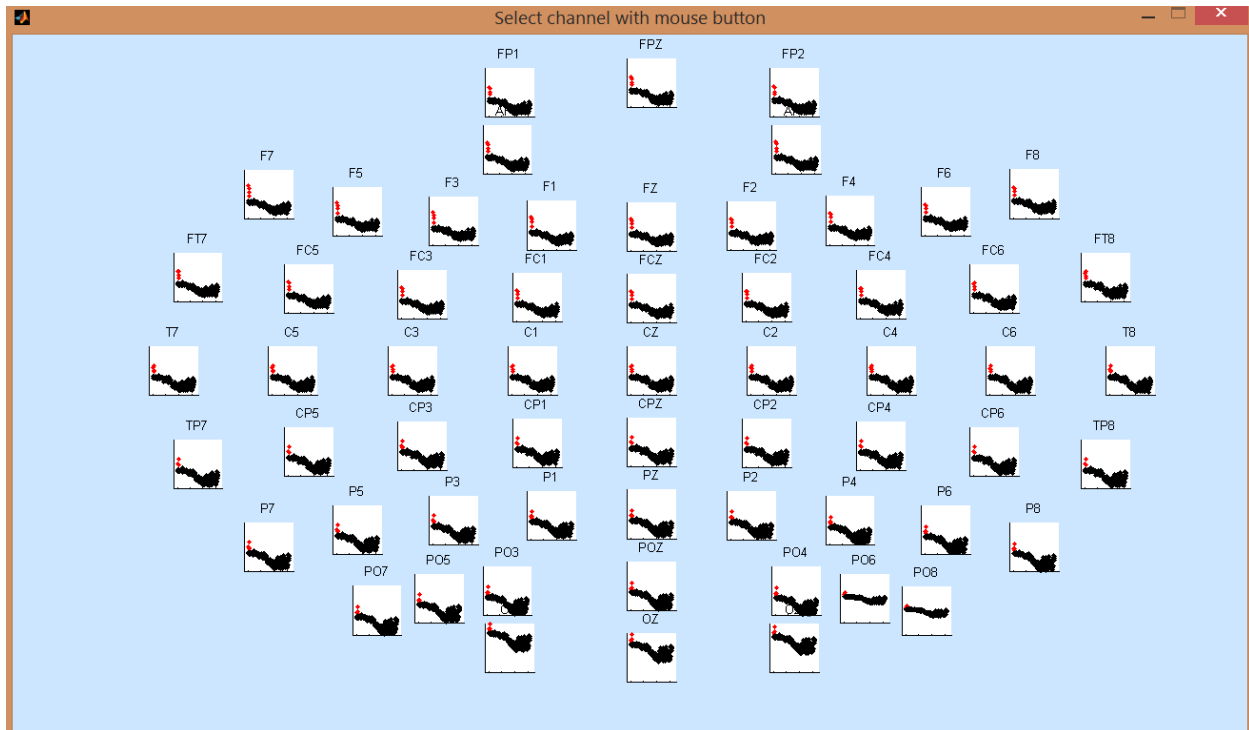 Select channel with mouse button
FP1 FPZ FP2
F7 F5 F3 F1 FZ F2 F4 F6 F8
FT7 FC5 FC3 FC1 FCZ FC2 FC4 FC6 FT8
T7 C5 C3 C1 CZ C2 C4 C6 T8
TP7 CP5 CP3 CP1 CPZ CP2 CP4 CP6 TP8
P7 P5 P3 P1 PZ P2 P4 P6 P8
PO7 PO5 PO3 POZ PO4 PO6 PO8
OZ